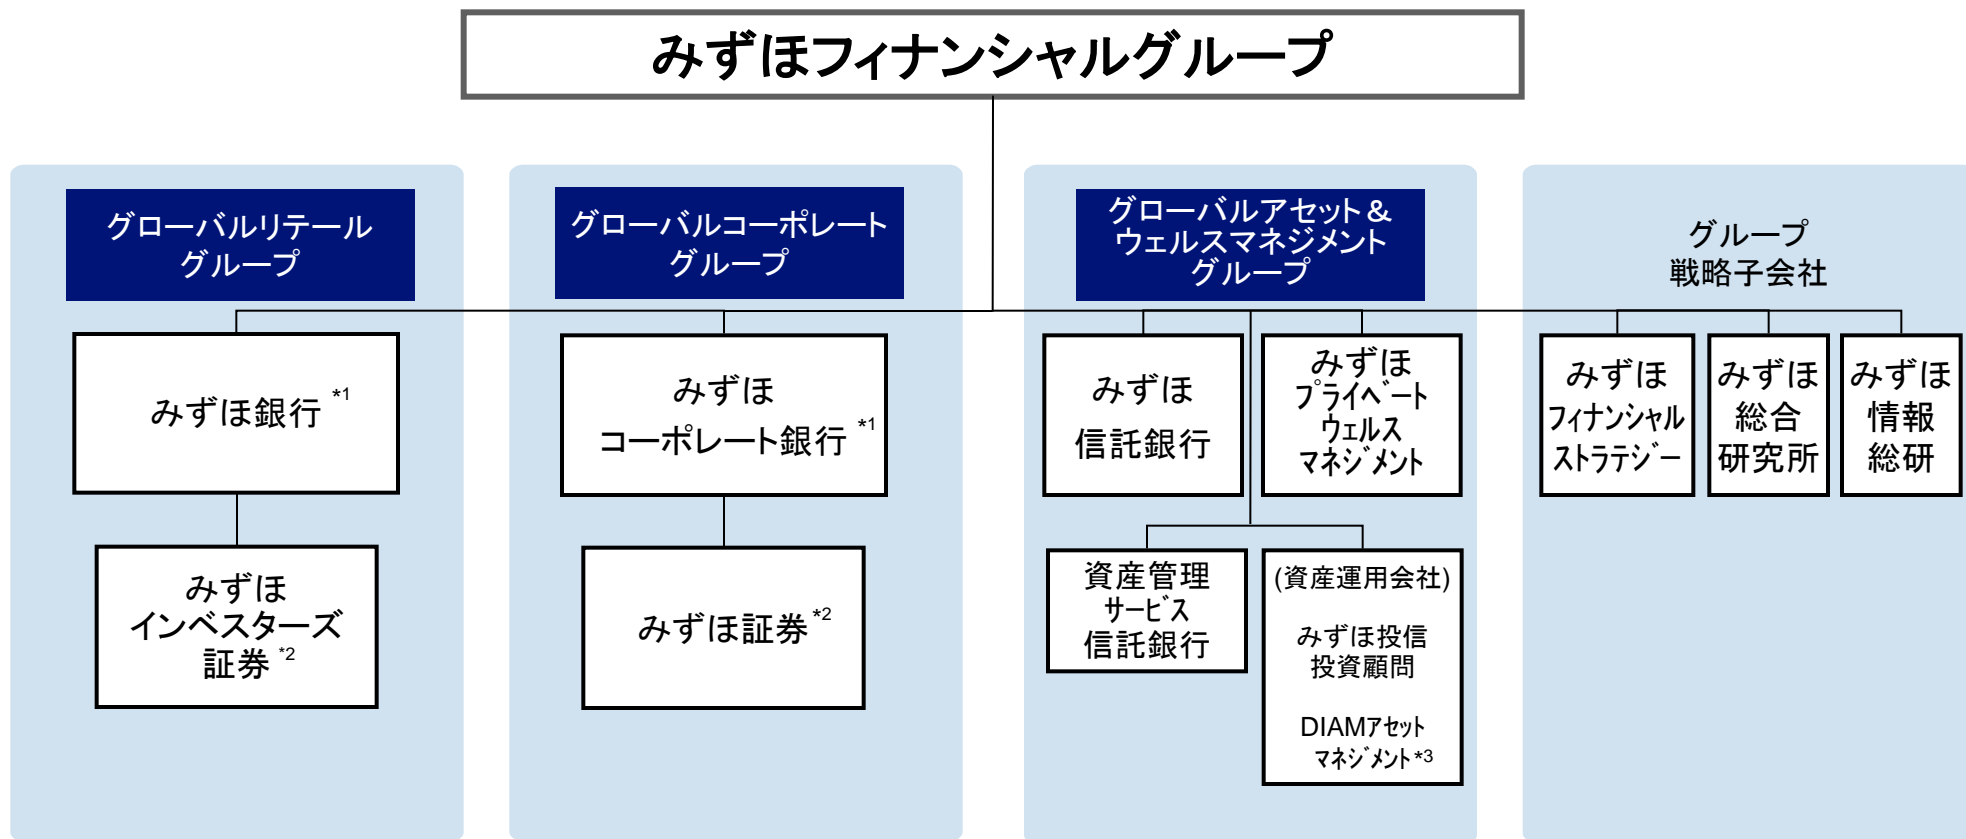 みずほフィナンシャルグループ
グローバルリテール
グループ
みずほ銀行 *1
みずほ
インベスターズ
証券 *2
グローバルコーポレート
グループ
みずほ
コーポレート銀行 *1
みずほ証券 *2
グローバルアセット&
ウェルスマネジメント
グループ
みずほ
信託銀行
みずほ
プライベート
ウェルス
マネジメント
資産管理
サービス
信託銀行
(資産運用会社)
みずほ投信
投資顧問
DIAMアセット
マネジメント*3
グループ
戦略子会社
みずほ
フィナンシャル
ストラテジー
みずほ
総合
研究所
みずほ
情報
総研